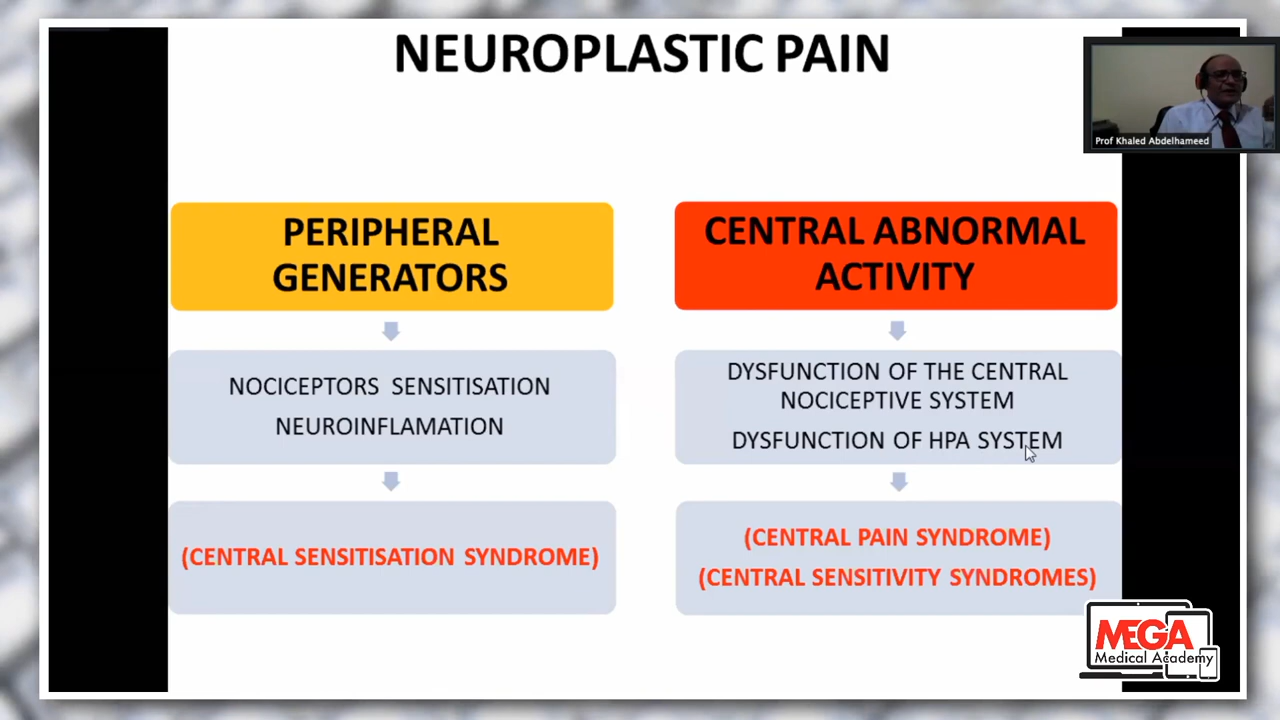 NEUROPLASTIC PAIN
Prof Khaled Abdelhameed
PERIPHERAL
GENERATORS
NOCICEPTORS SENSITISATION
NEUROINFLAMATION
(CENTRAL SENSITISATION SYNDROME)
CENTRAL ABNORMAL
ACTIVITY
DYSFUNCTION OF THE CENTRAL
NOCICEPTIVE SYSTEM
DYSFUNCTION OF HPA SYSTEM
(CENTRAL PAIN SYNDROME)
(CENTRAL SENSITIVITY SYNDROMES)
MEGA
Medical Academy